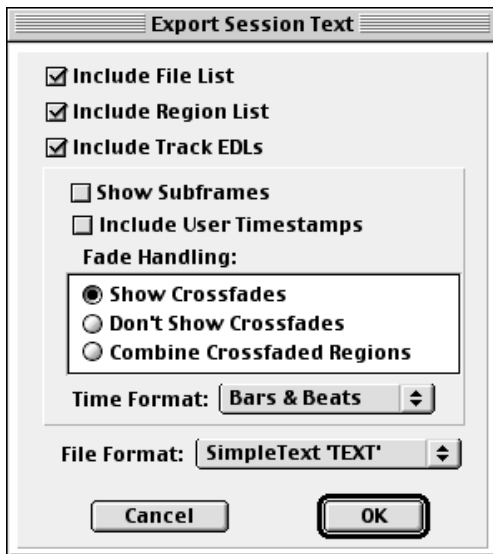 Export Session Text
Include File List
Include Region List
Include Track EDLs
Show Subframes
Include User Timestamps
Fade Handling:
Show Crossfades
Don't Show Crossfades
Combine Crossfaded Regions
Time Format: Bars & Beats
File Format: SimpleText 'TEXT'
Cancel OK